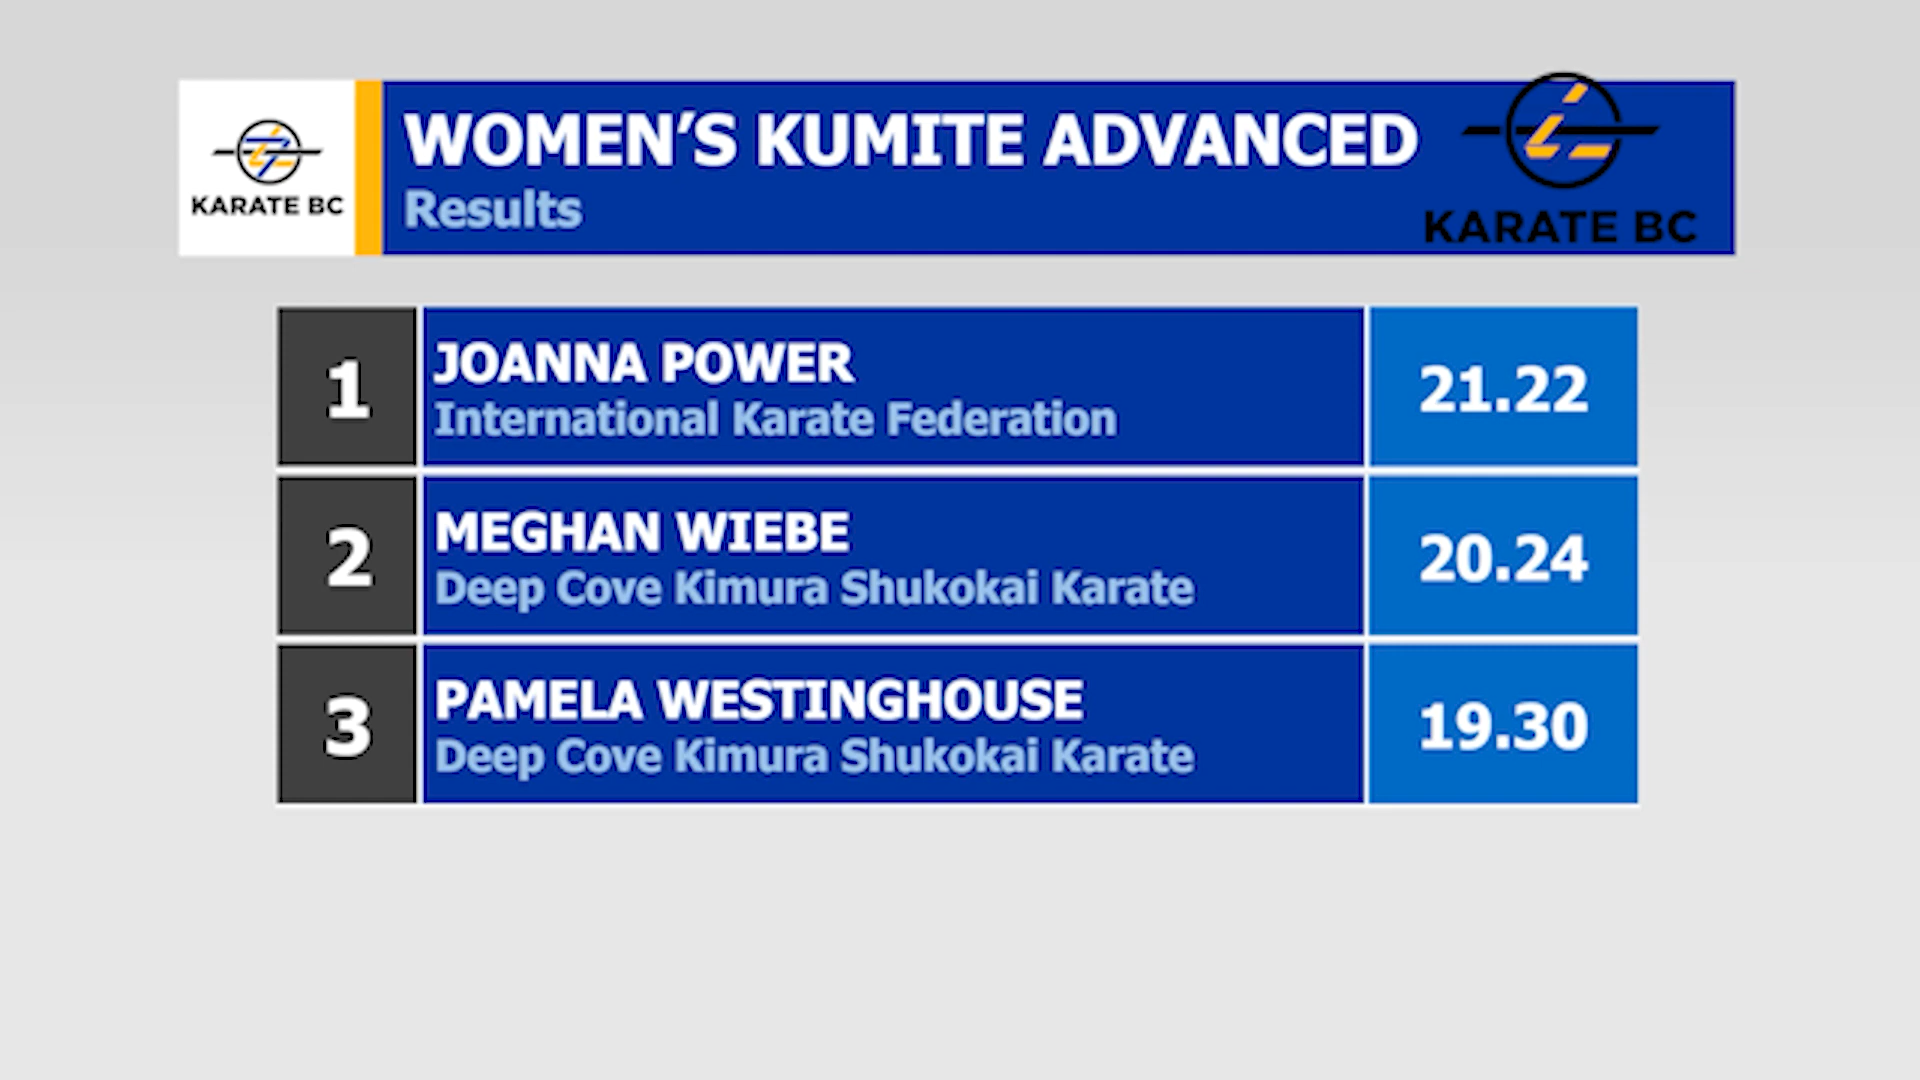 KARATE BC
WOMEN’S KUMITE ADVANCED
Results
KARATE BC
1
JOANNA POWER
International Karate Federation
21.22
2
MEGHAN WIEBE
Deep Cove Kimura Shukokai Karate
20.24
3
PAMELA WESTINGHOUSE
Deep Cove Kimura Shukokai Karate
19.30